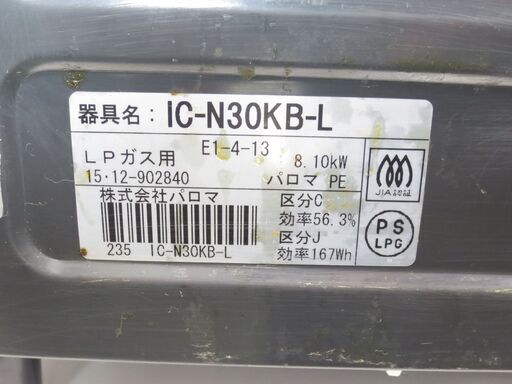 器具名：IC-N30KB-L
E1-4-13
LPガス用 8.10kW
15・12-902840 パロマ PE
株式会社パロマ
区分C
効率56.3%
区分J
効率167Wh
235 IC-N30KB-L
JIA認証
PS
LPG